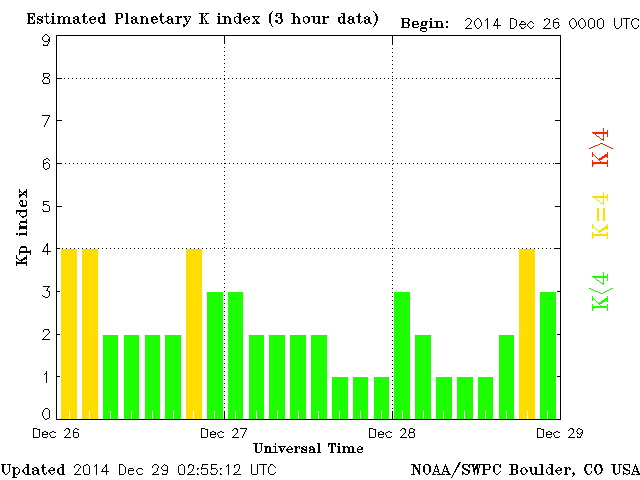 Estimated Planetary K index (3 hour data)
Begin: 2014 Dec 26 0000 UTC
9
8
7
6
5
4
3
2
1
0
Kp index
K>4
K=4
K<4
Dec 26
Dec 27
Dec 28
Dec 29
Universal Time
Updated 2014 Dec 29 02:55:12 UTC
NOAA/SWPC Boulder, CO USA